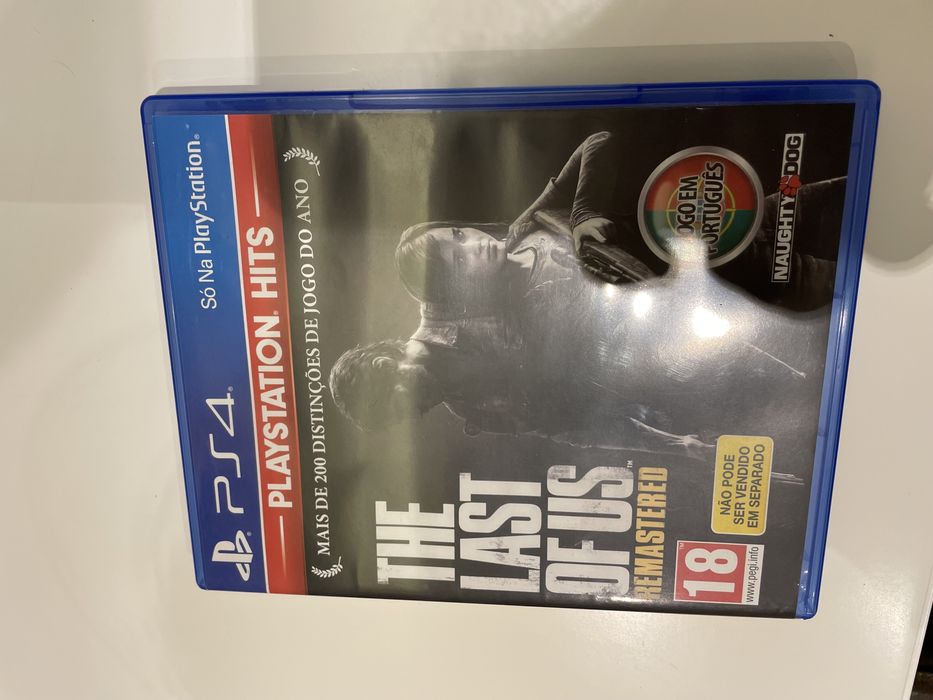 PS4
Só Na PlayStation®
PLAYSTATION® HITS
MAIS DE 200 DISTINÇÕES DE JOGO DO ANO
THE
LAST
OF US™
REMASTERED
JOGO EM
PORTUGUÊS
NÃO PODE
SER VENDIDO
EM SEPARADO
18
www.pegi.info
NAUGHTY DOG